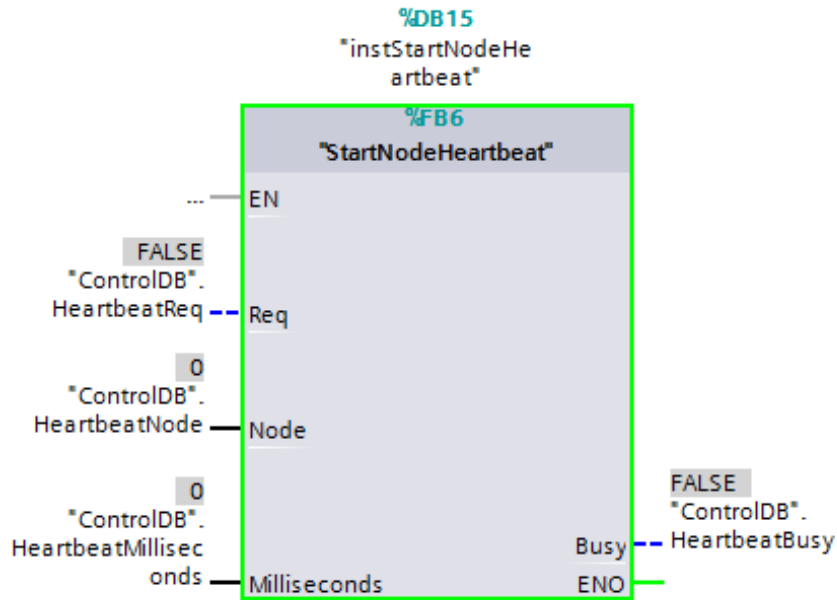 %DB15
"instStartNodeHe
artbeat"
%FB6
"StartNodeHeartbeat"
... EN
FALSE
"ControlDB".
HeartbeatReq Req
0
"ControlDB".
HeartbeatNode Node
0
"ControlDB".
HeartbeatMillisec
onds Milliseconds
FALSE
"ControlDB".
Busy HeartbeatBusy
ENO